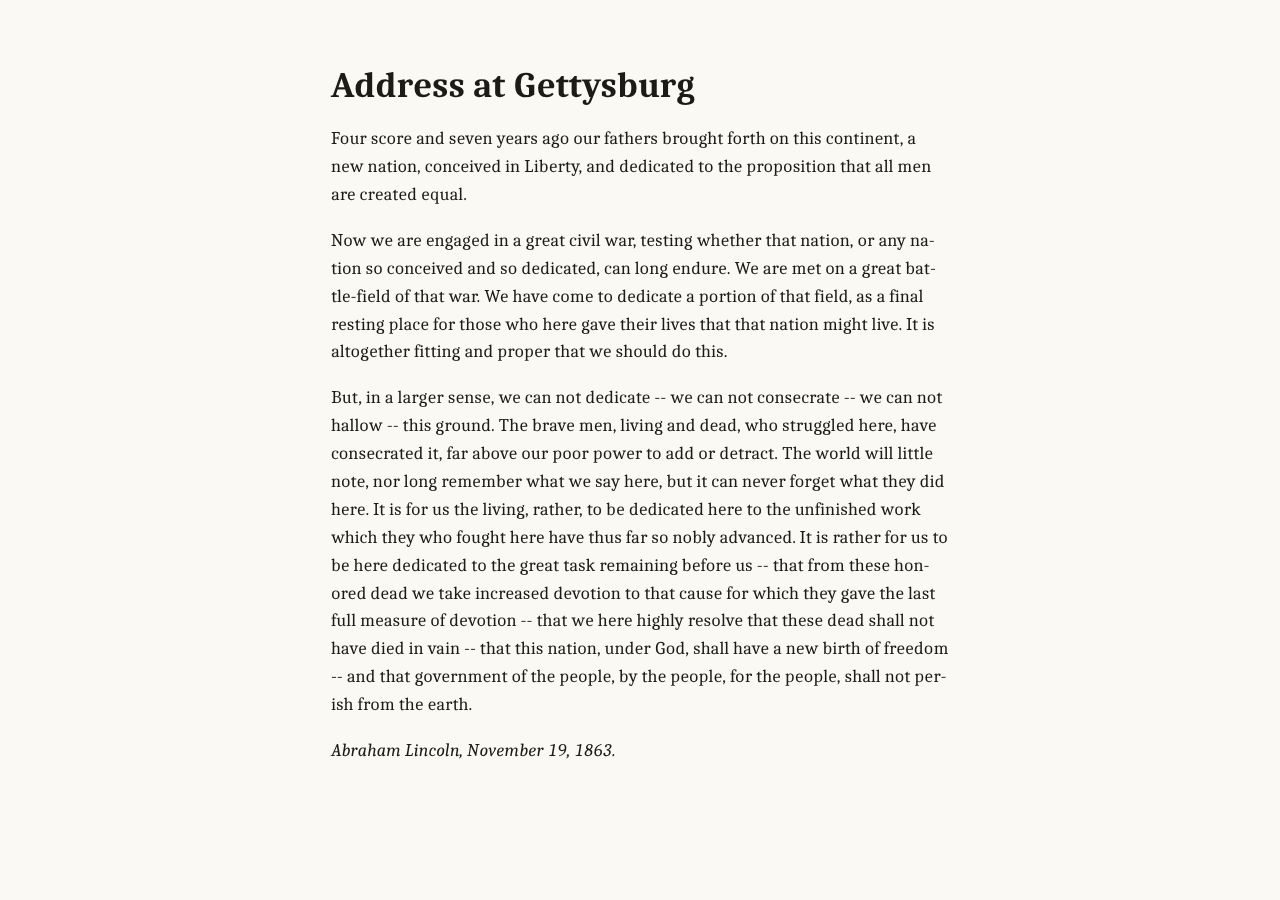 Address at Gettysburg
Four score and seven years ago our fathers brought forth on this continent, a
new nation, conceived in Liberty, and dedicated to the proposition that all men
are created equal.
Now we are engaged in a great civil war, testing whether that nation, or any na-
tion so conceived and so dedicated, can long endure. We are met on a great bat-
tle-field of that war. We have come to dedicate a portion of that field, as a final
resting place for those who here gave their lives that that nation might live. It is
altogether fitting and proper that we should do this.
But, in a larger sense, we can not dedicate -- we can not consecrate -- we can not
hallow -- this ground. The brave men, living and dead, who struggled here, have
consecrated it, far above our poor power to add or detract. The world will little
note, nor long remember what we say here, but it can never forget what they did
here. It is for us the living, rather, to be dedicated here to the unfinished work
which they who fought here have thus far so nobly advanced. It is rather for us to
be here dedicated to the great task remaining before us -- that from these hon-
ored dead we take increased devotion to that cause for which they gave the last
full measure of devotion -- that we here highly resolve that these dead shall not
have died in vain -- that this nation, under God, shall have a new birth of freedom
-- and that government of the people, by the people, for the people, shall not per-
ish from the earth.
Abraham Lincoln, November 19, 1863.